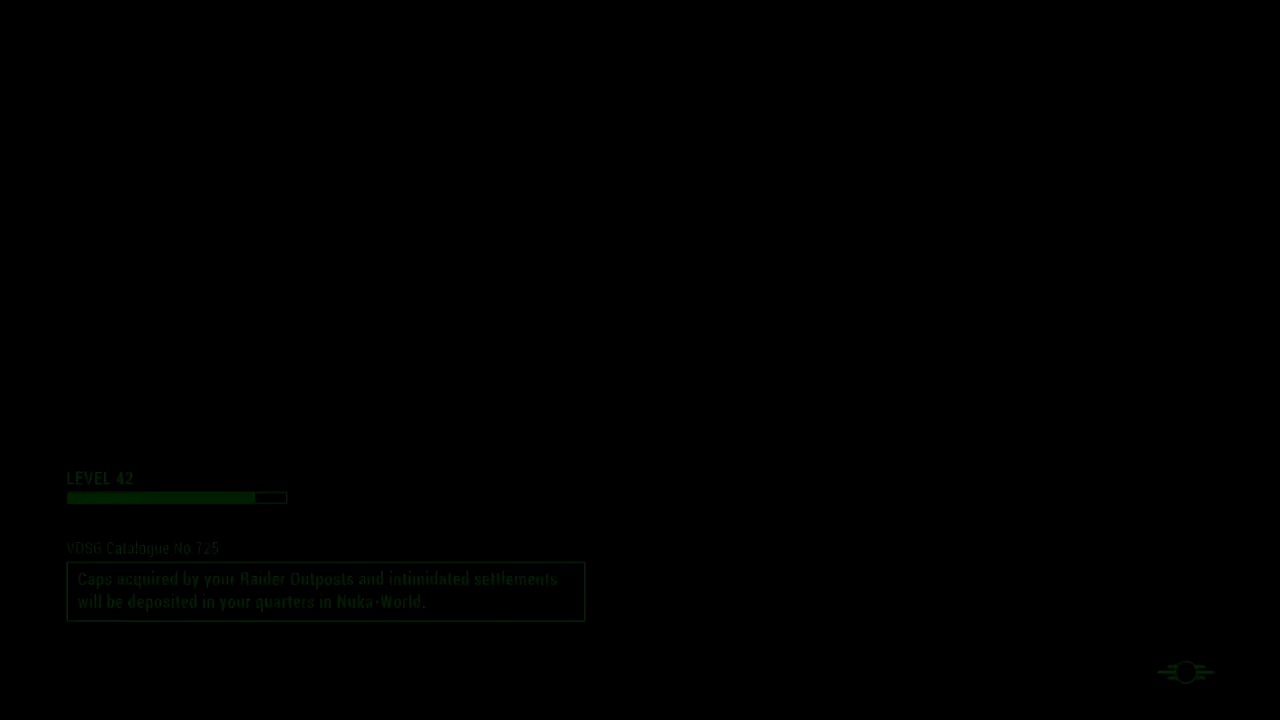 LEVEL 42
VDSG Catalogue No.725
Caps acquired by your Raider Outposts and intimidated settlements
will be deposited in your quarters in Nuka-World.